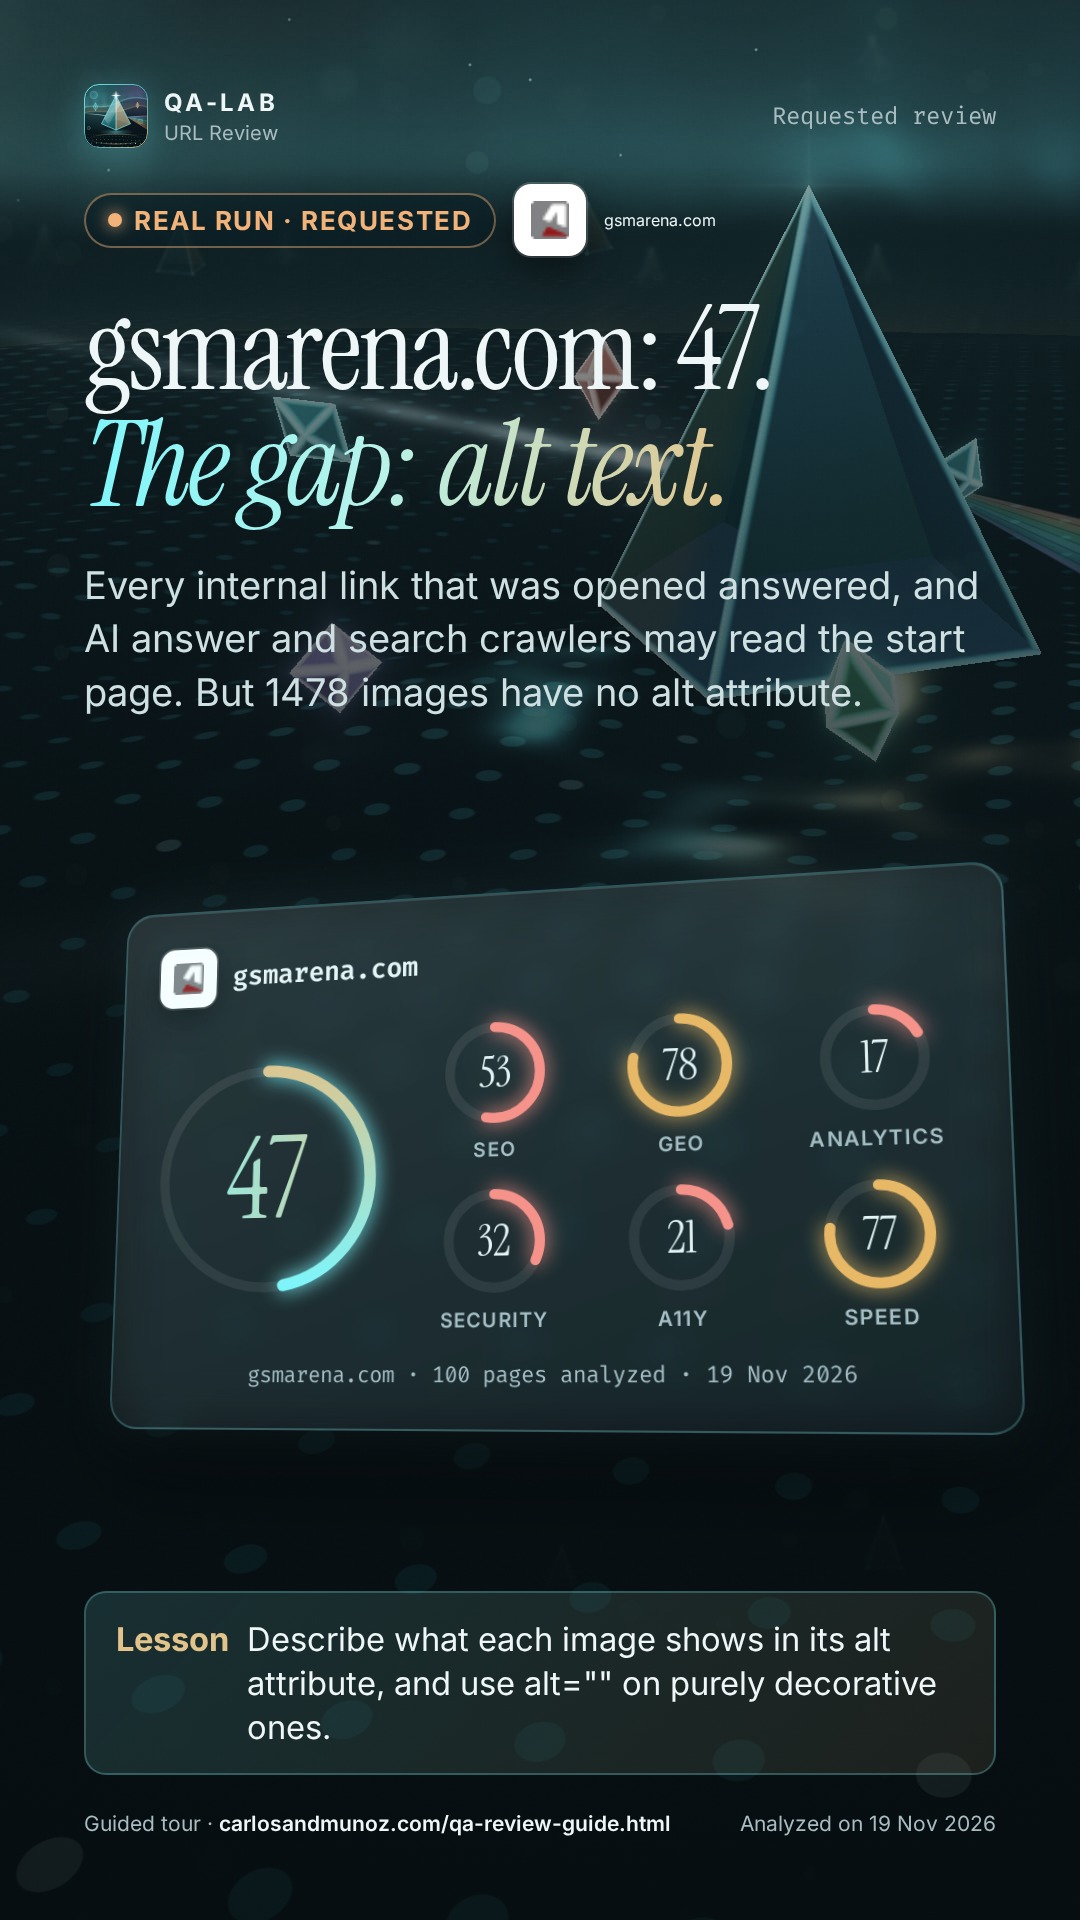 QA-LAB
URL Review
Requested review
REAL RUN · REQUESTED
gsmarena.com
gsmarena.com: 47.
The gap: alt text.
Every internal link that was opened answered, and
AI answer and search crawlers may read the start
page. But 1478 images have no alt attribute.
gsmarena.com
47
53
SEO
78
GEO
17
ANALYTICS
32
SECURITY
21
A11Y
77
SPEED
gsmarena.com · 100 pages analyzed · 19 Nov 2026
Lesson
Describe what each image shows in its alt
attribute, and use alt="" on purely decorative
ones.
Guided tour · carlosandmunoz.com/qa-review-guide.html
Analyzed on 19 Nov 2026